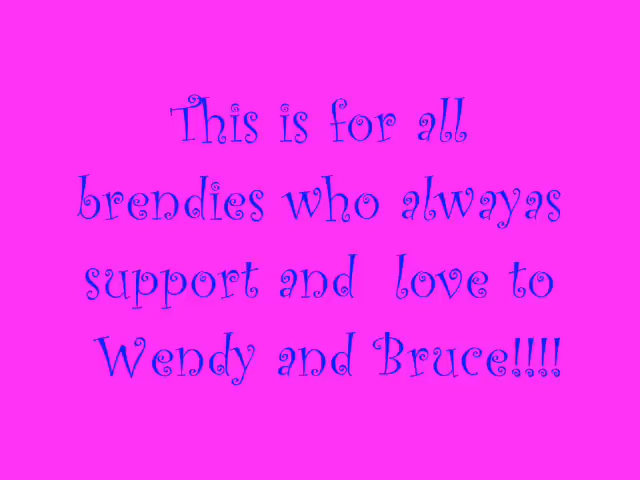 This is for all
brendies who alwayas
support and love to
Wendy and Bruce!!!!